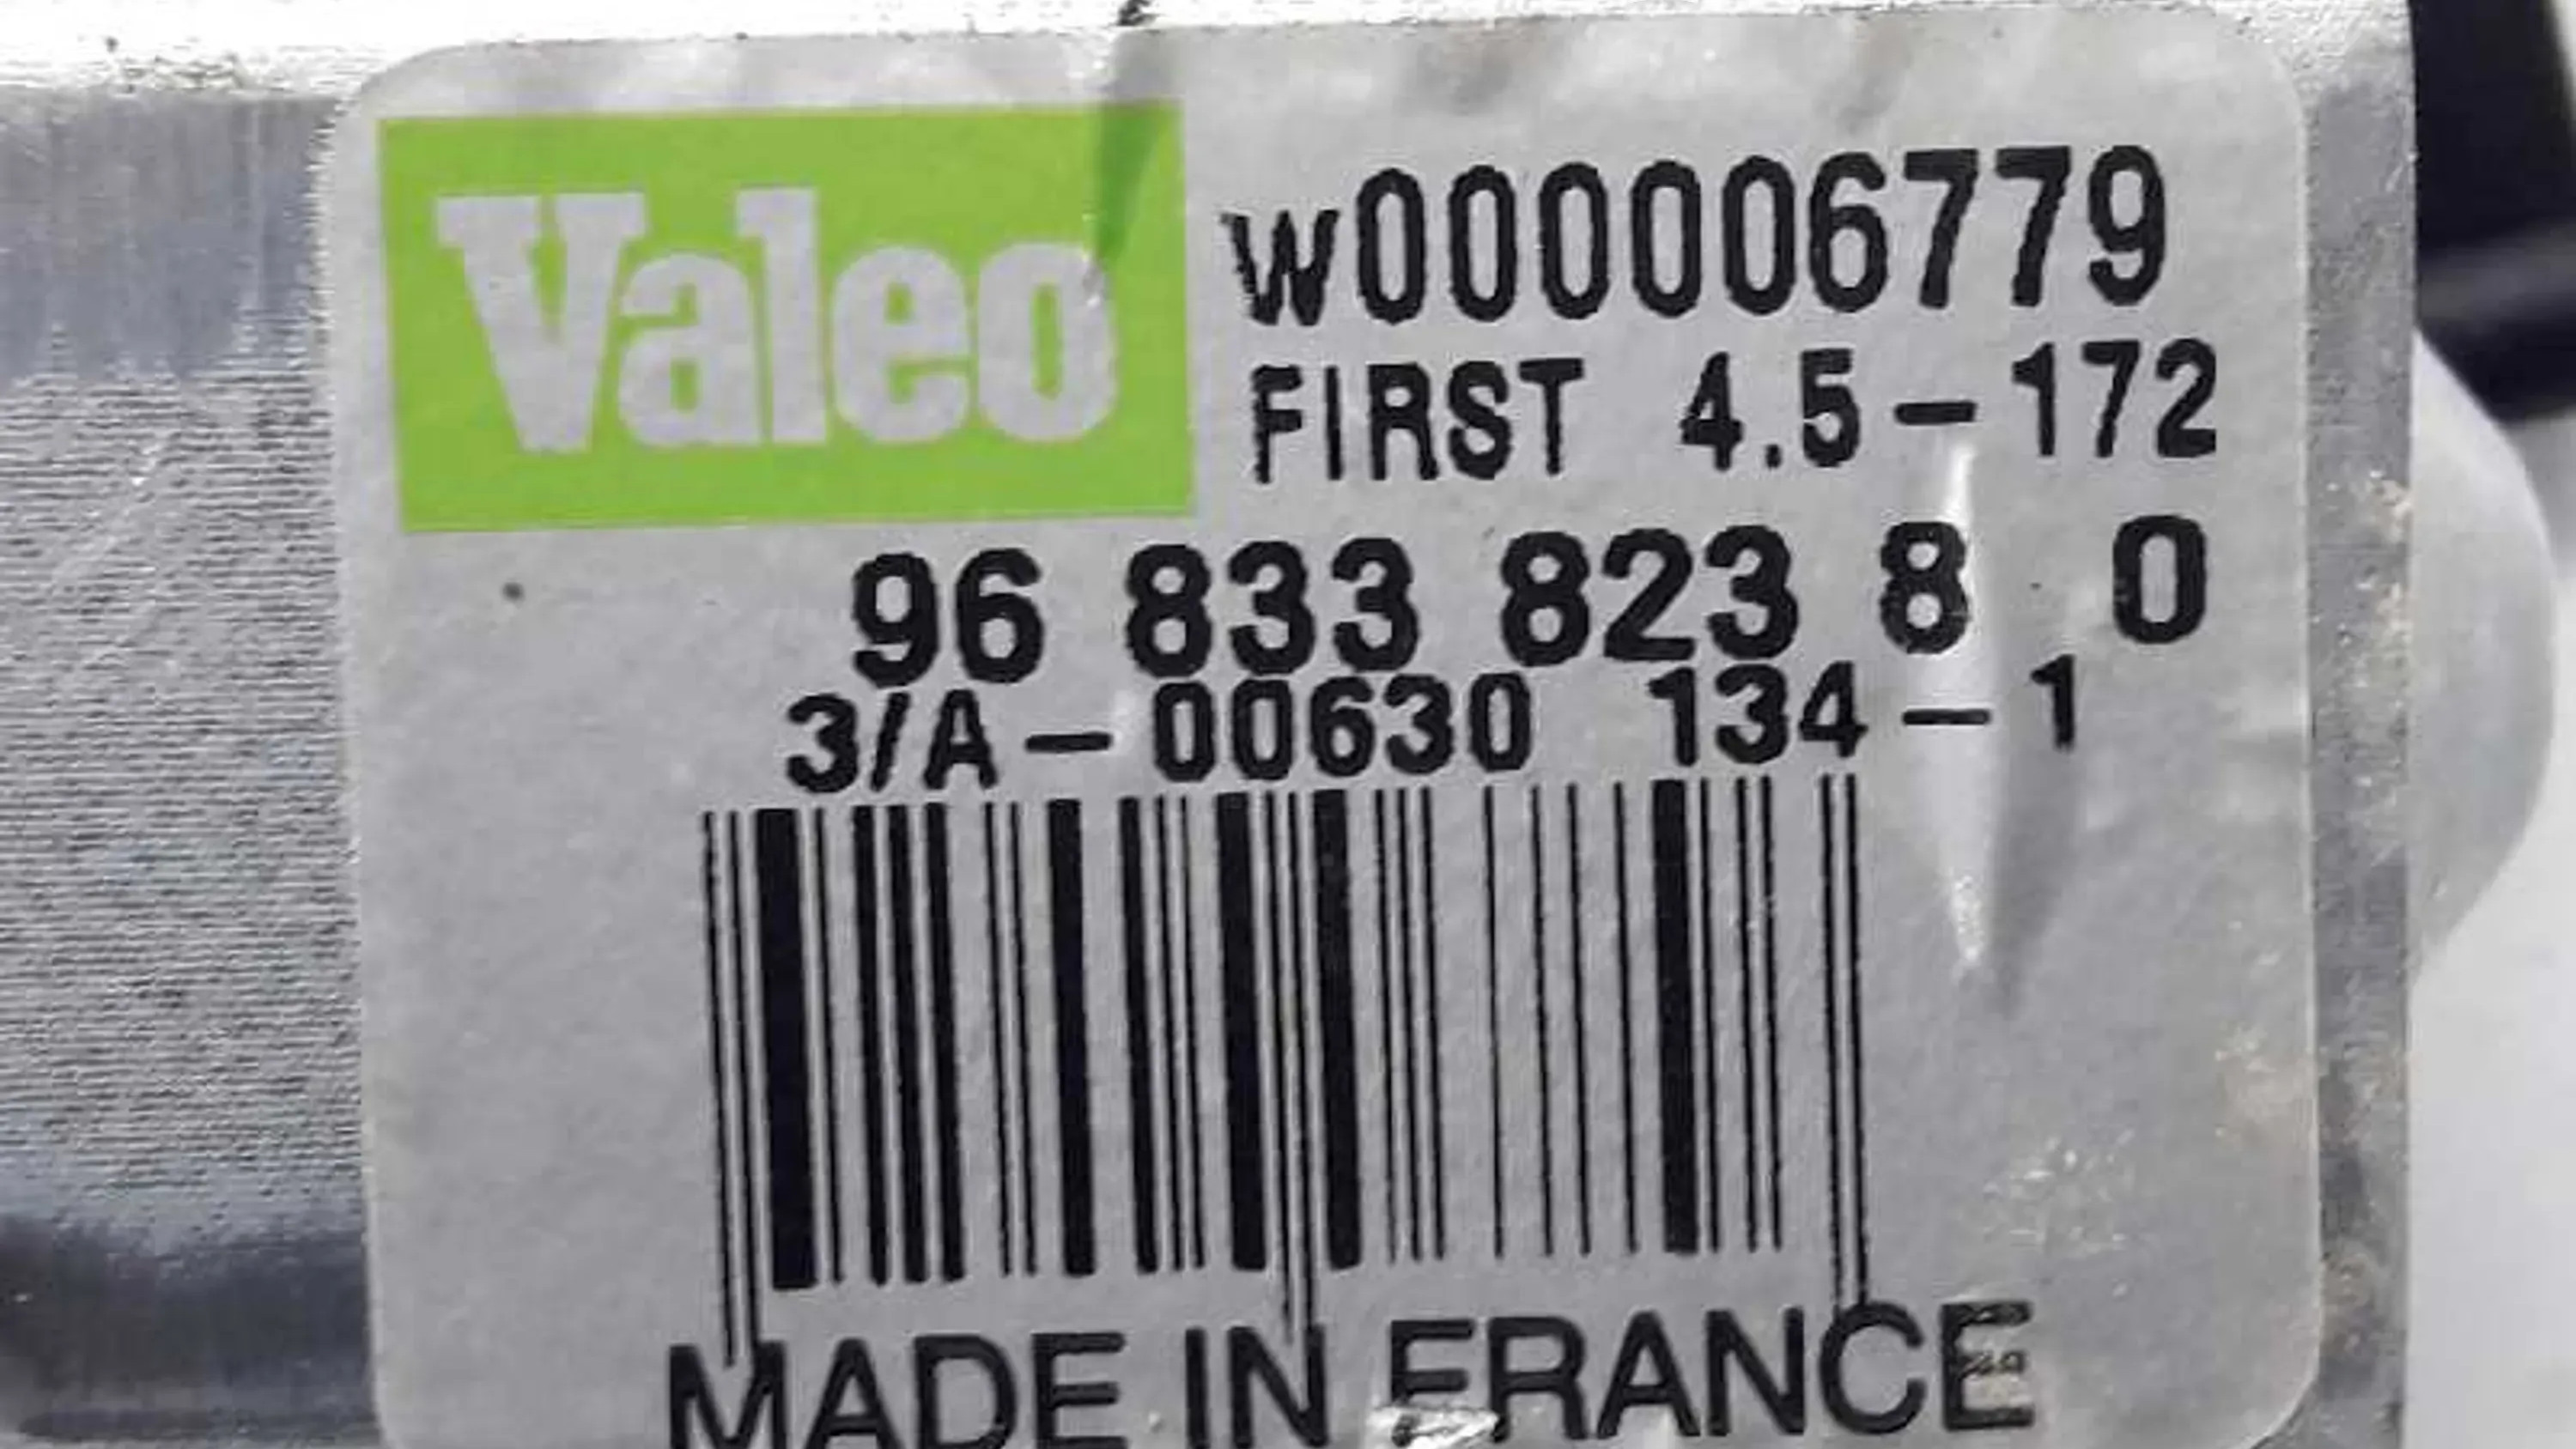 Valeo
W000006779
FIRST 4.5-172
96 833 823 8 0
3/A-00630 134-1
MADE IN FRANCE